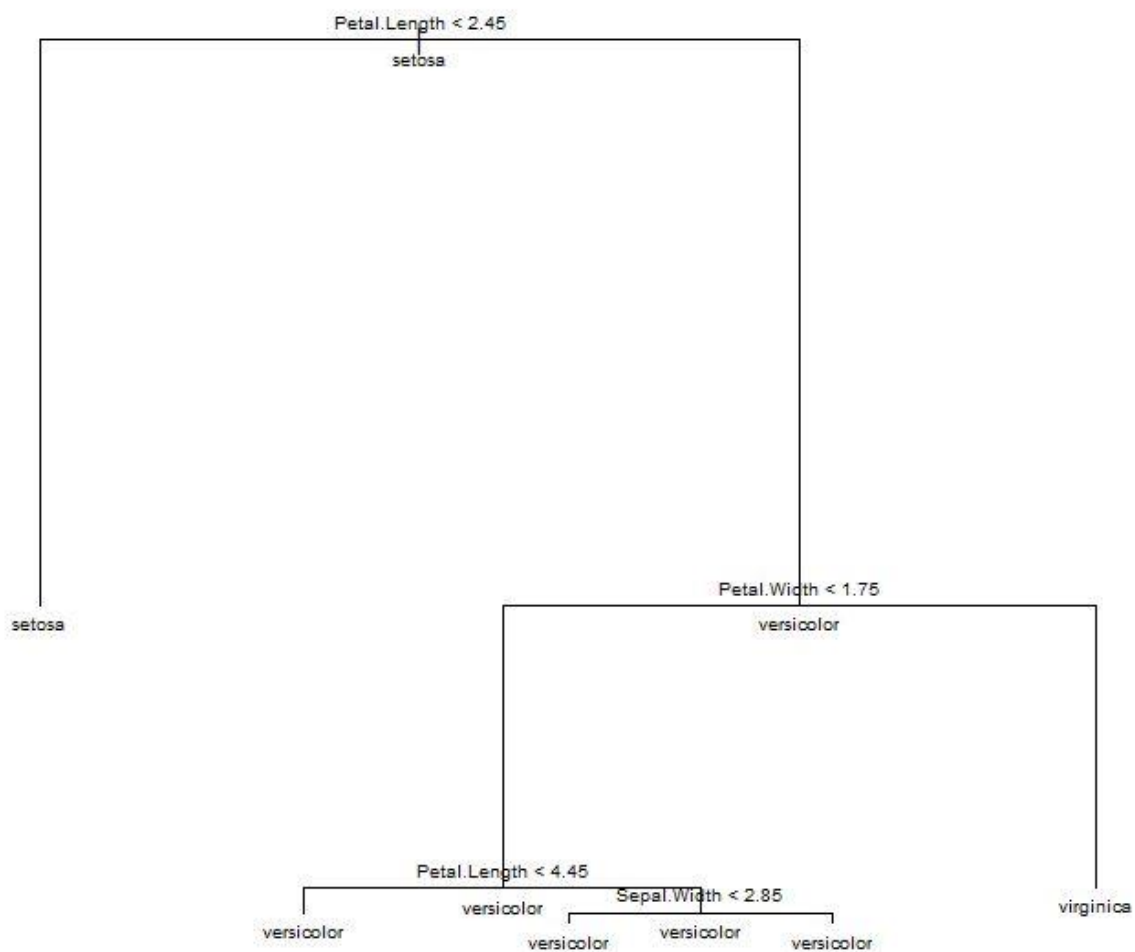 Petal.Length < 2.45
setosa
Petal.Width < 1.75
setosa
versicolor
Petal.Length < 4.45
Sepal.Width < 2.85
versicolor
virginica
versicolor
versicolor
versicolor
versicolor